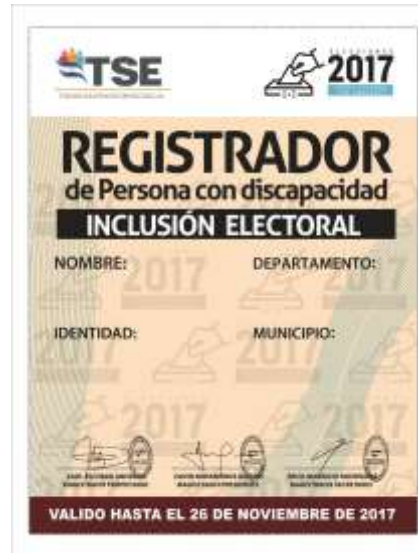 TSE
ELECCIONES
2017
REGISTRADOR
de Persona con discapacidad
INCLUSIÓN ELECTORAL
NOMBRE:
DEPARTAMENTO:
IDENTIDAD:
MUNICIPIO:
VALIDO HASTA EL 26 DE NOVIEMBRE DE 2017